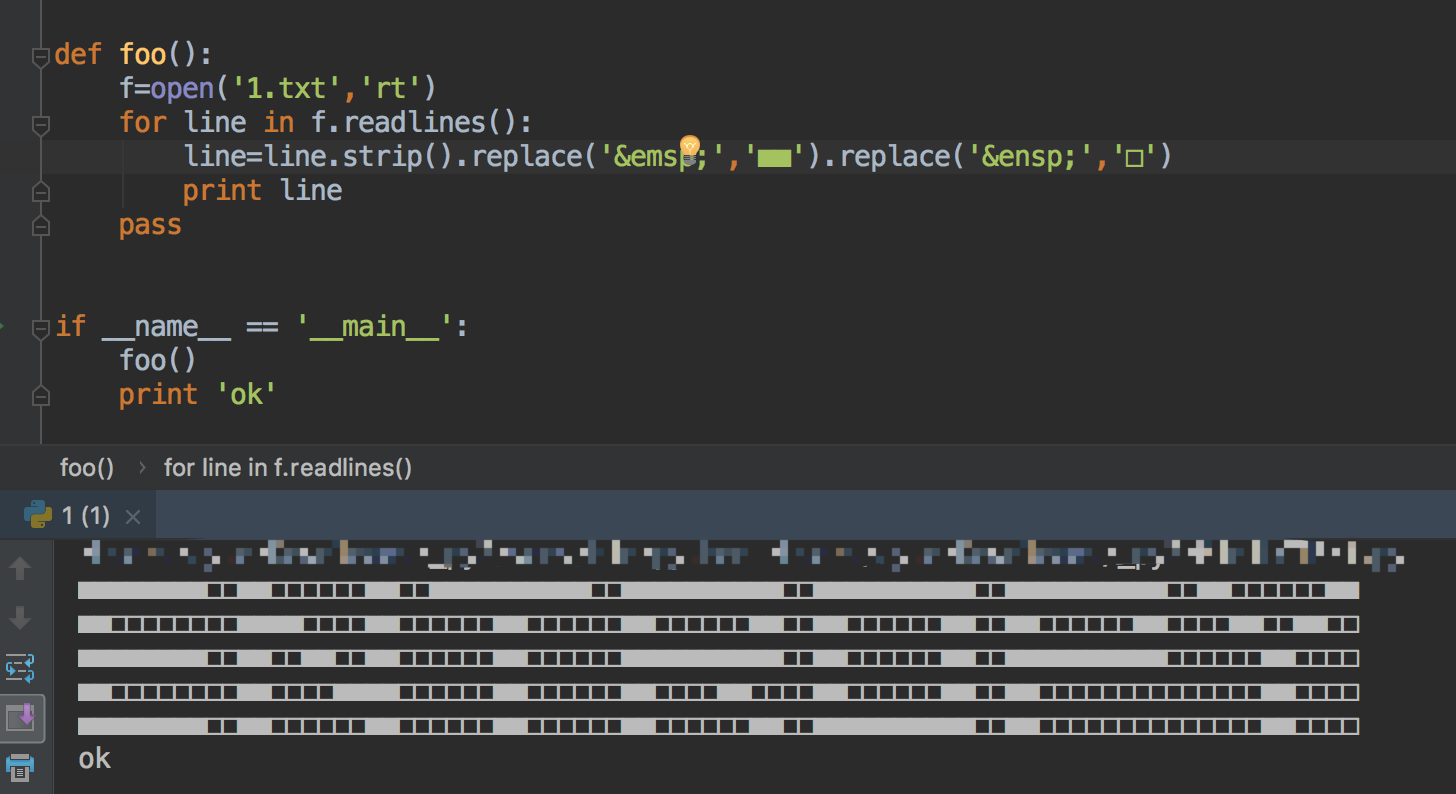 def foo():
f=open('1.txt','rt')
for line in f.readlines():
line=line.strip().replace('&emsp;','■■').replace('&ensp;','□')
print line
pass
if __name__ == '__main__':
foo()
print 'ok'
foo() › for line in f.readlines()
1 (1) ×
ok